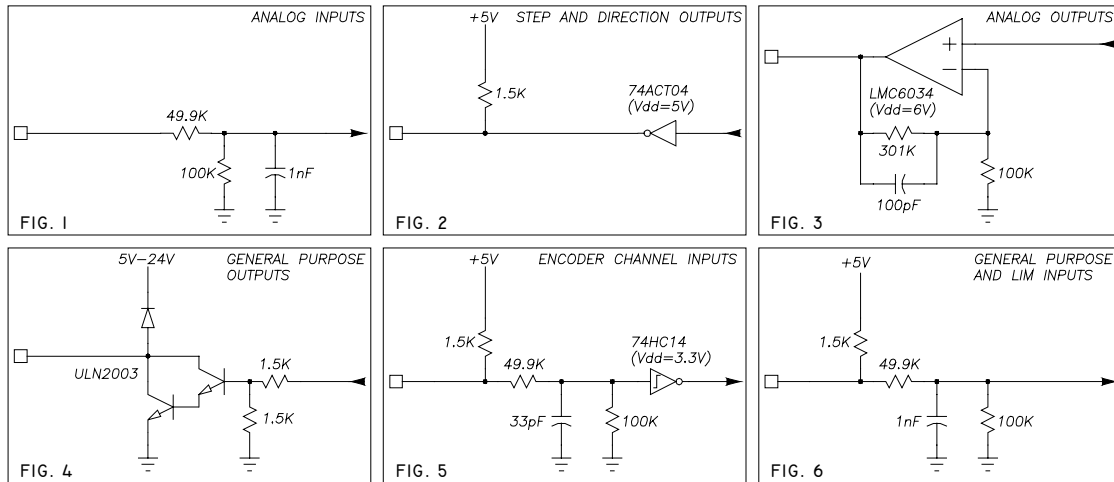 ANALOG INPUTS
49.9K
100K
1nF
FIG. 1
STEP AND DIRECTION OUTPUTS
+5V
1.5K
74ACT04
(Vdd=5V)
FIG. 2
ANALOG OUTPUTS
+
−
LMC6034
(Vdd=6V)
301K
100K
100pF
FIG. 3
GENERAL PURPOSE
OUTPUTS
5V−24V
ULN2003
1.5K
1.5K
FIG. 4
ENCODER CHANNEL INPUTS
+5V
1.5K
74HC14
(Vdd=3.3V)
49.9K
33pF
100K
FIG. 5
GENERAL PURPOSE
AND LIM INPUTS
+5V
1.5K
49.9K
1nF
100K
FIG. 6